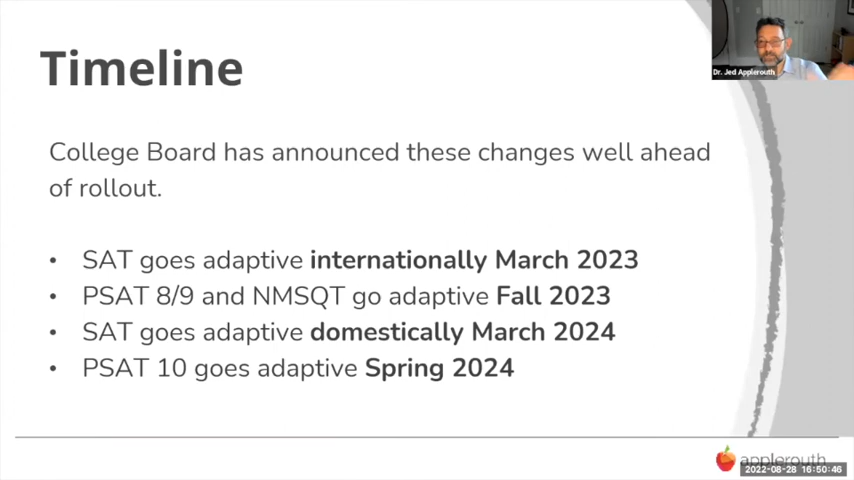 Timeline
Dr. Jed Applerouth
College Board has announced these changes well ahead
of rollout.
• SAT goes adaptive internationally March 2023
• PSAT 8/9 and NMSQT go adaptive Fall 2023
• SAT goes adaptive domestically March 2024
• PSAT 10 goes adaptive Spring 2024
applerouth
2022-08-28 16:50:46